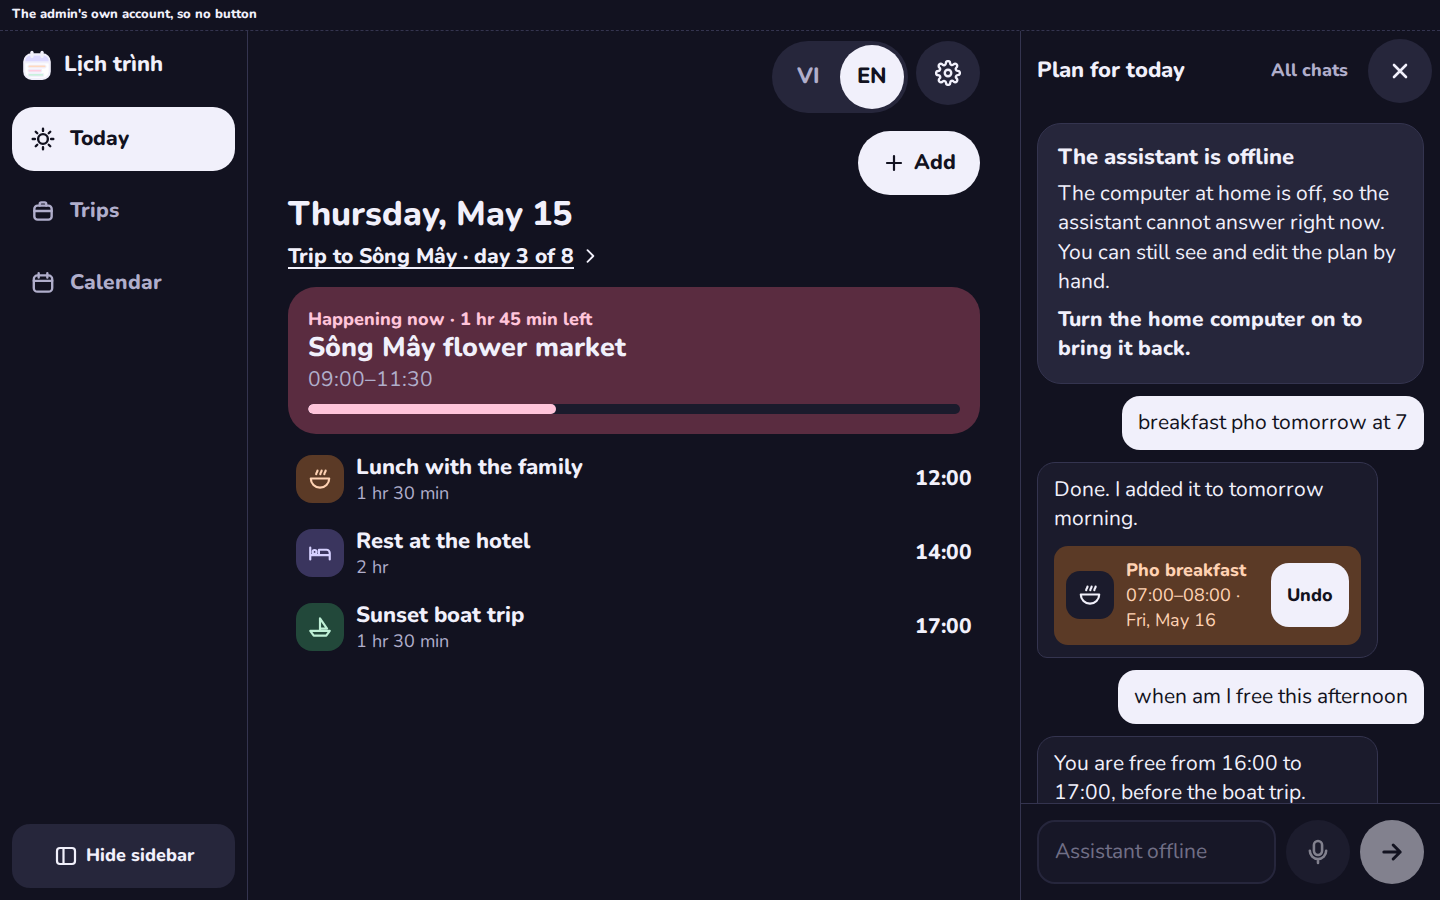 The admin's own account, so no button
Lịch trình
Today
Trips
Calendar
Hide sidebar
VI
EN
Add
Thursday, May 15
Trip to Sông Mây · day 3 of 8
Happening now · 1 hr 45 min left
Sông Mây flower market
09:00–11:30
Lunch with the family
1 hr 30 min
12:00
Rest at the hotel
2 hr
14:00
Sunset boat trip
1 hr 30 min
17:00
Plan for today
All chats
The assistant is offline
The computer at home is off, so the
assistant cannot answer right now.
You can still see and edit the plan by
hand.
Turn the home computer on to
bring it back.
breakfast pho tomorrow at 7
Done. I added it to tomorrow
morning.
Pho breakfast
07:00–08:00 ·
Fri, May 16
Undo
when am I free this afternoon
You are free from 16:00 to
17:00, before the boat trip.
Assistant offline